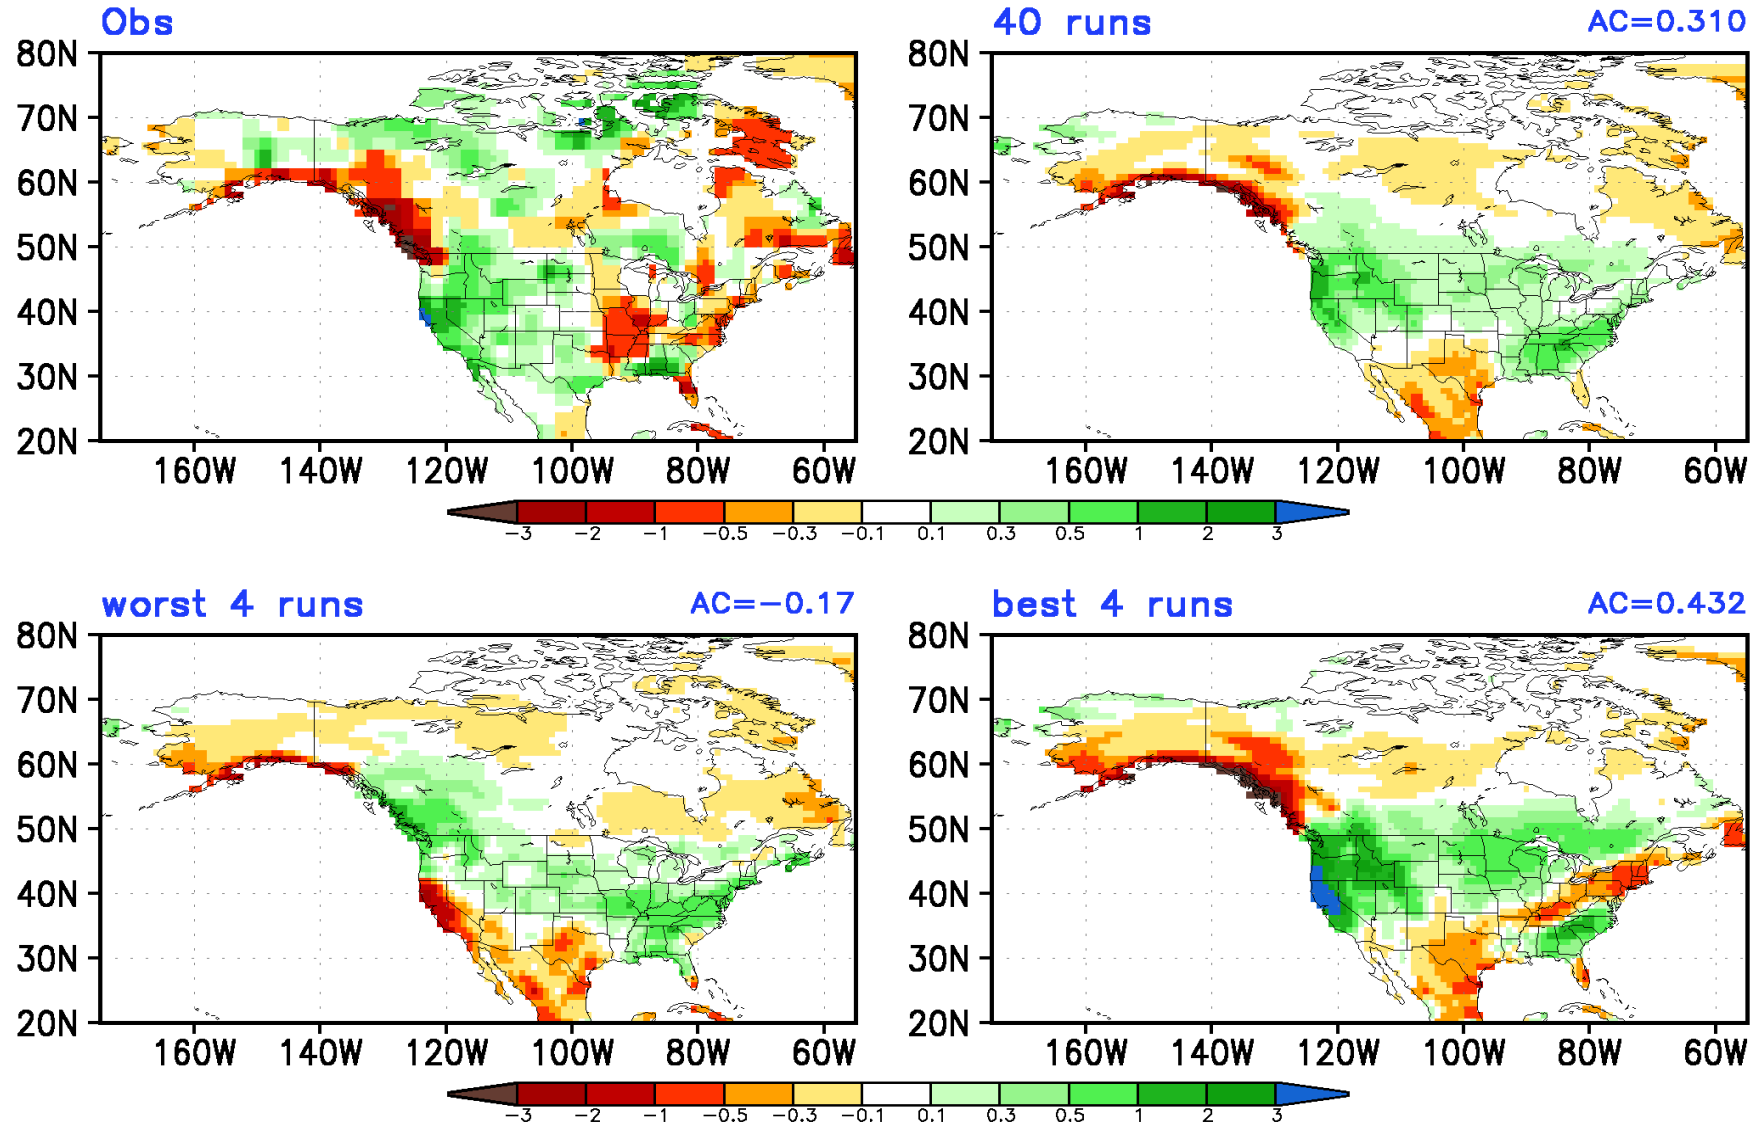 Obs
40 runs AC=0.310
80N 80N
70N 70N
60N 60N
50N 50N
40N 40N
30N 30N
20N 20N
160W 140W 120W 100W 80W 60W 160W 140W 120W 100W 80W 60W
-3 -2 -1 -0.5 -0.3 -0.1 0.1 0.3 0.5 1 2 3
worst 4 runs AC=-0.17
best 4 runs AC=0.432
80N 80N
70N 70N
60N 60N
50N 50N
40N 40N
30N 30N
20N 20N
160W 140W 120W 100W 80W 60W 160W 140W 120W 100W 80W 60W
-3 -2 -1 -0.5 -0.3 -0.1 0.1 0.3 0.5 1 2 3